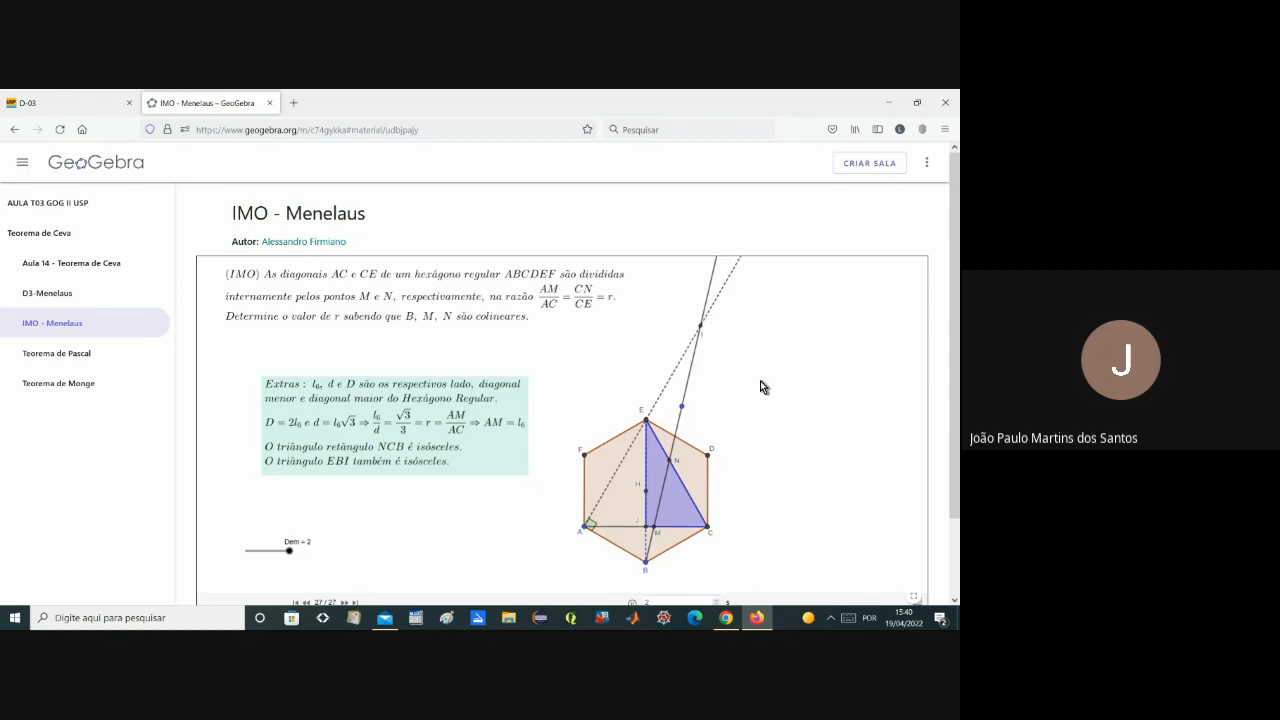 D-03
IMO - Menelaus – GeoGebra
https://www.geogebra.org/m/c74gykka#material/udbjpajy
Pesquisar
GeoGebra
CRIAR SALA
AULA T03 GOG II USP
Teorema de Ceva
Aula 14 - Teorema de Ceva
D3-Menelaus
IMO - Menelaus
Teorema de Pascal
Teorema de Monge
IMO - Menelaus
Autor: Alessandro Firmiano
(IMO) As diagonais AC e CE de um hexágono regular ABCDEF são divididas
internamente pelos pontos M e N, respectivamente, na razão AM/AC = CN/CE = r.
Determine o valor de r sabendo que B, M, N são colineares.
Extras : l₆, d e D são os respectivos lado, diagonal
menor e diagonal maior do Hexágono Regular.
D = 2l₆ e d = l₆√3 ⇒ l₆/d = √3/3 = r = AM/AC ⇒ AM = l₆
O triângulo retângulo NCB é isósceles.
O triângulo EBI também é isósceles.
Dem = 2
I
E
F
D
N
H
J
A
M
C
B
27 / 27
2
s
João Paulo Martins dos Santos
J
Digite aqui para pesquisar
POR
15:40
19/04/2022
2